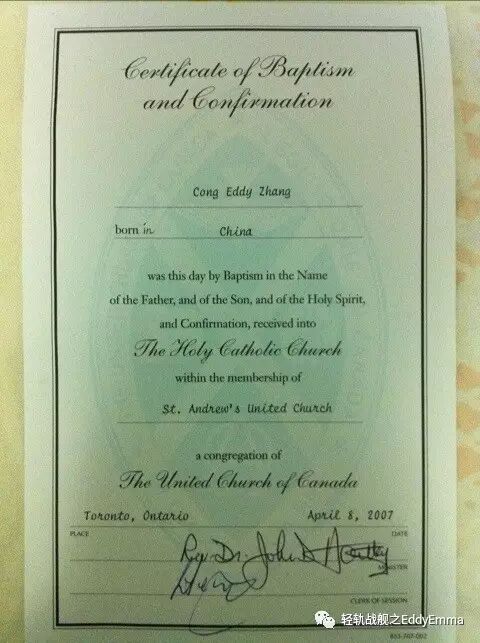 Certificate of Baptism
and Confirmation
Cong Eddy Zhang
born in China
was this day by Baptism in the Name
of the Father, and of the Son, and of the Holy Spirit,
and Confirmation, received into
The Holy Catholic Church
within the membership of
St. Andrew's United Church
a congregation of
The United Church of Canada
Toronto, Ontario April 8, 2007
PLACE DATE
Rev. Dr. John D
MINISTER
CLERK OF SESSION
轻轨战舰之EddyEmma